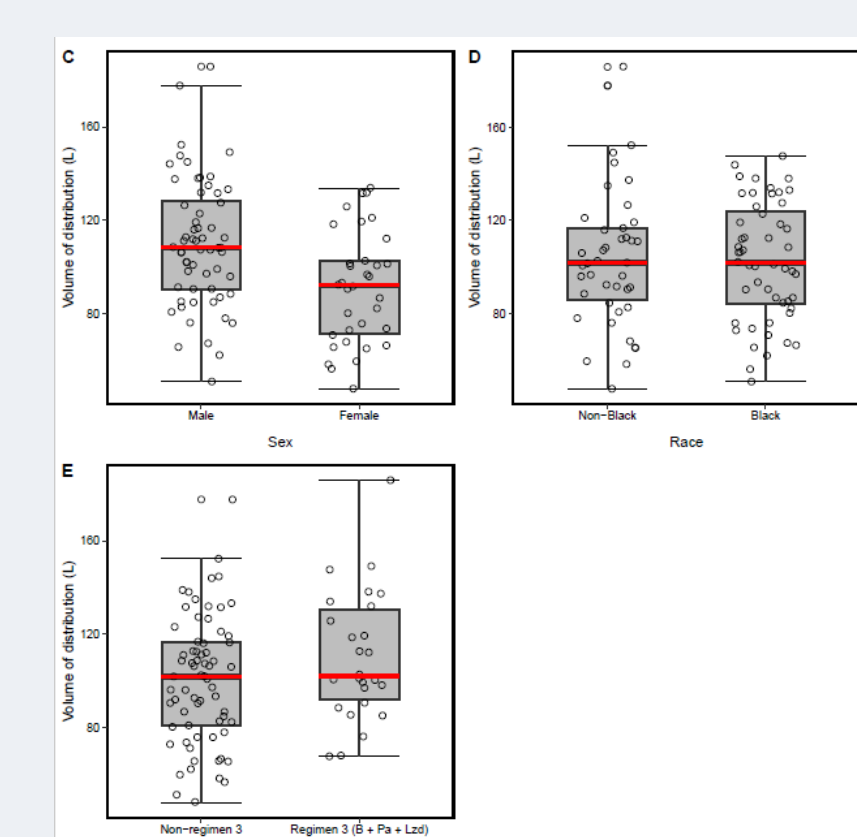 C
Volume of distribution (L)
160
120
80
Male Female
Sex
D
Volume of distribution (L)
160
120
80
Non−Black Black
Race
E
Volume of distribution (L)
160
120
80
Non−regimen 3 Regimen 3 (B + Pa + Lzd)